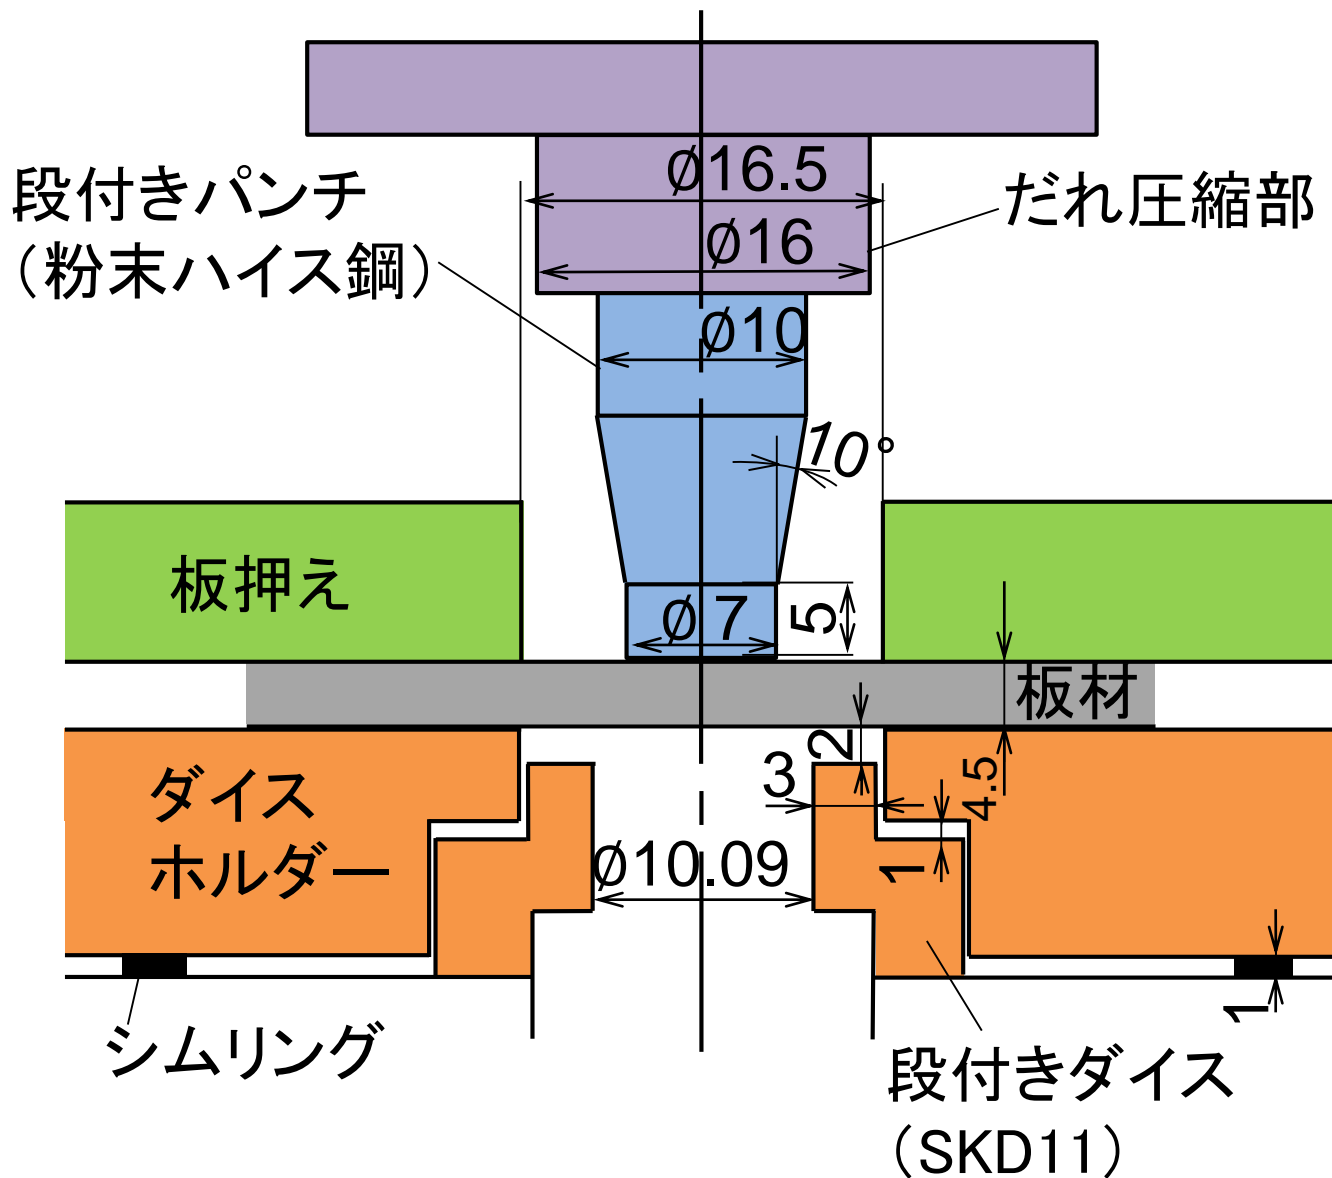 Ø16.5
段付きパンチ
(粉末ハイス鋼)
だれ圧縮部
Ø16
Ø10
10°
板押え
Ø 7
5
板材
2
3
4.5
ダイス
ホルダー
Ø10.09
1
シムリング
1
段付きダイス
(SKD11)